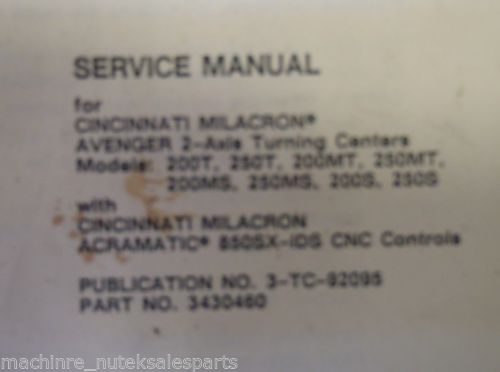 SERVICE MANUAL
for
CINCINNATI MILACRON®
AVENGER 2-Axis Turning Centers
Models: 200T, 250T, 200MT, 250MT,
200MS, 250MS, 200S, 250S
with
CINCINNATI MILACRON
ACRAMATIC® 850SX-IDS CNC Controls
PUBLICATION NO. 3-TC-92095
PART NO. 3430460
machinre_nuteksalesparts